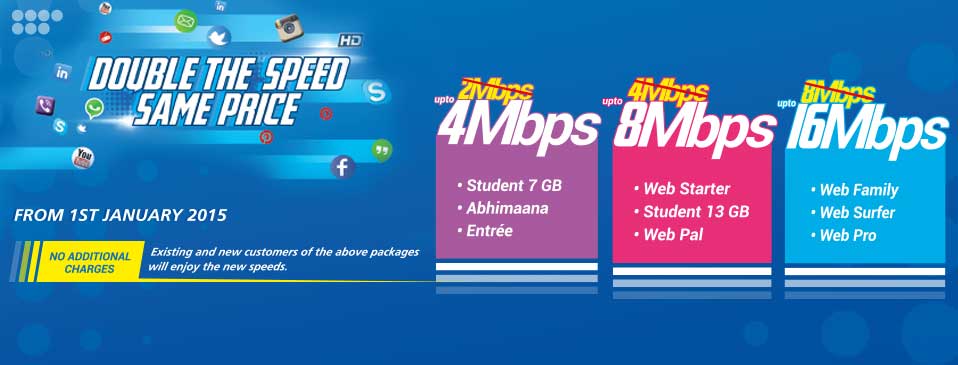 HD
DOUBLE THE SPEED
SAME PRICE
You
FROM 1ST JANUARY 2015
NO ADDITIONAL
CHARGES
Existing and new customers of the above packages
will enjoy the new speeds.
2Mbps
upto 4Mbps
• Student 7 GB
• Abhimaana
• Entrée
4Mbps
upto 8Mbps
• Web Starter
• Student 13 GB
• Web Pal
8Mbps
upto 16Mbps
• Web Family
• Web Surfer
• Web Pro